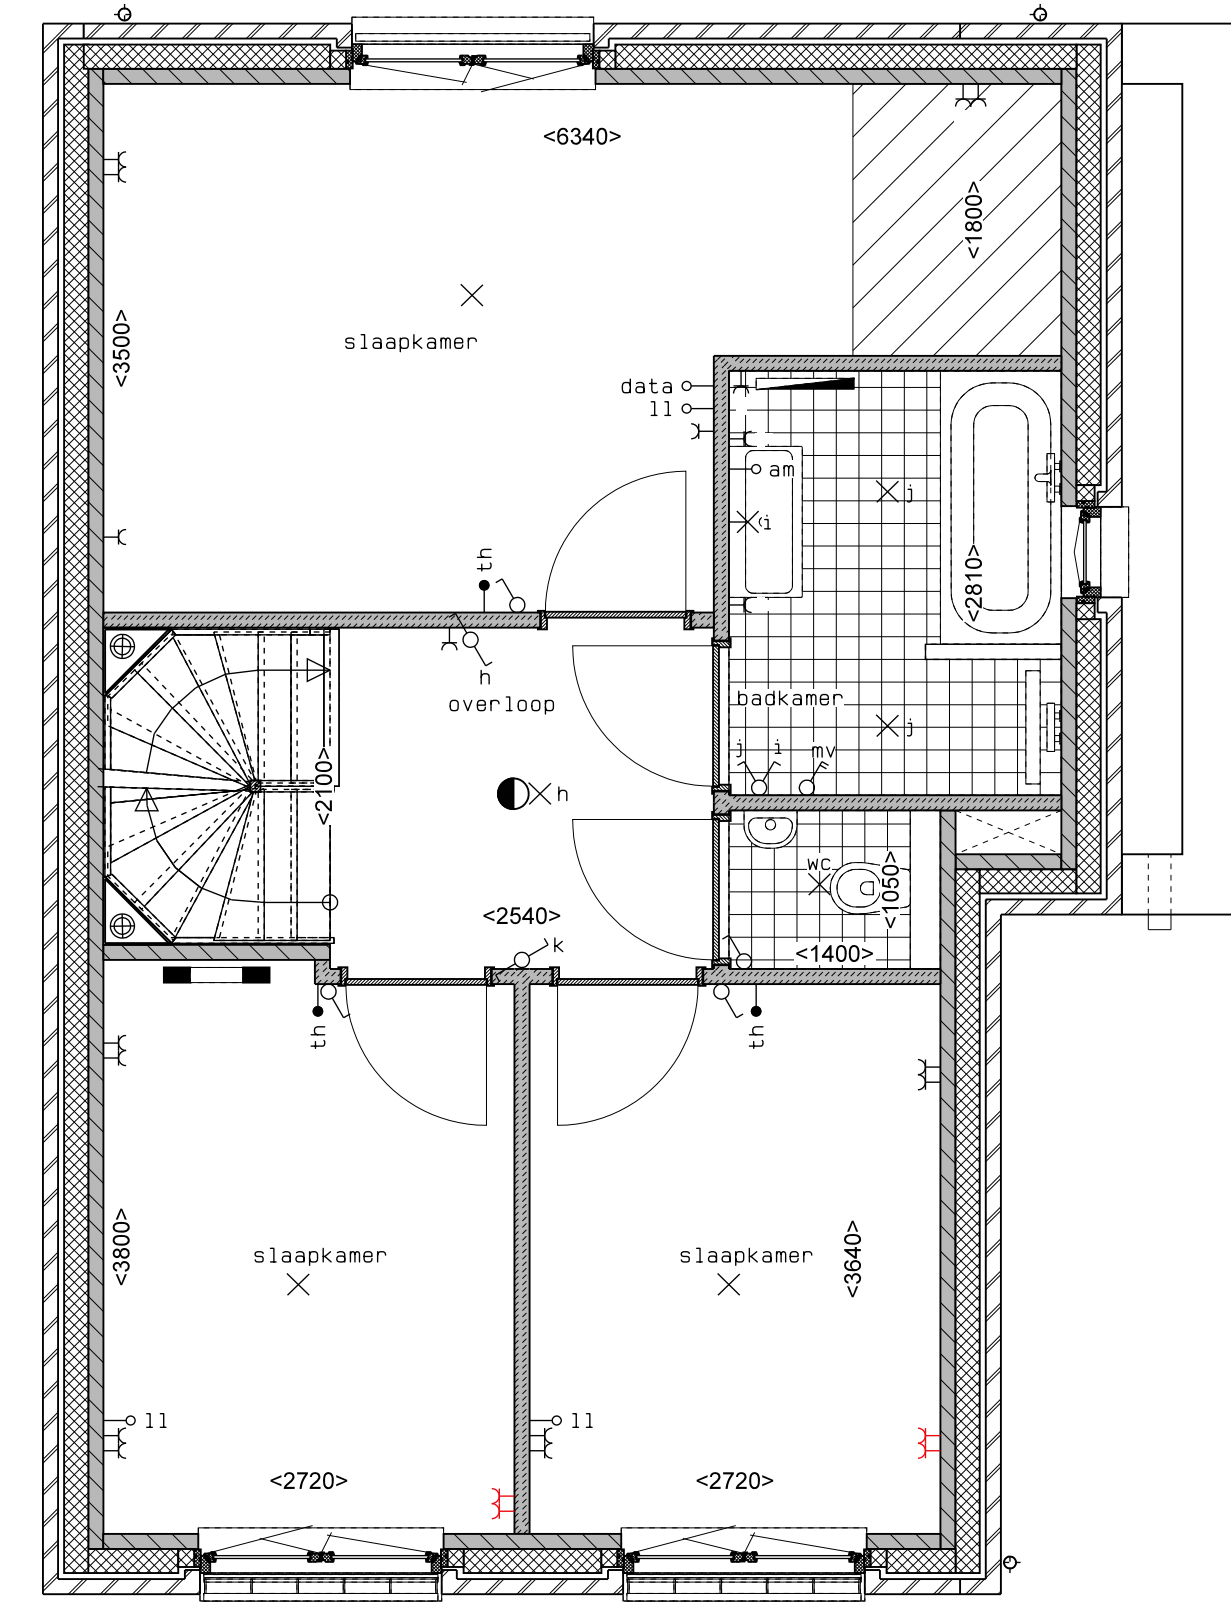 <6340>
<1800>
<3500>
slaapkamer
data
ll
am
j
i
<2810>
th
h
overloop
badkamer
j
j
i
mv
<2100>
h
wc
<1050>
<2540>
k
<1400>
th
th
<3800>
slaapkamer
slaapkamer
<3640>
ll
ll
<2720>
<2720>